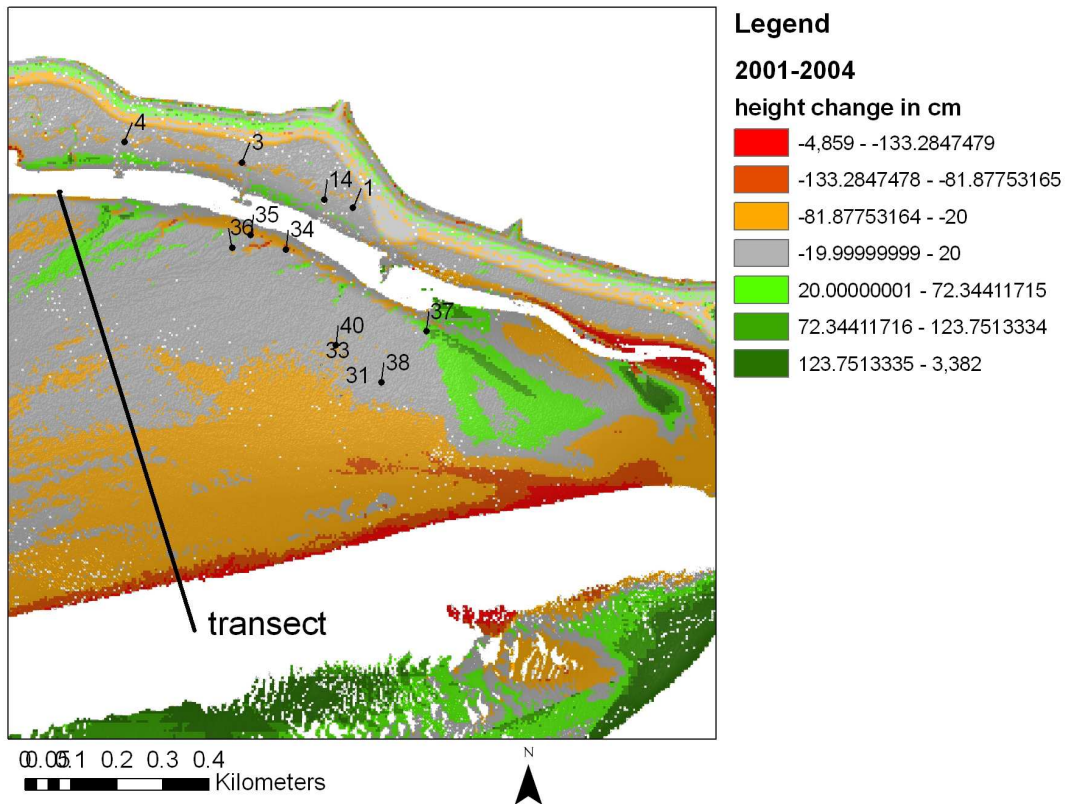 Legend
2001-2004
height change in cm
-4,859 - -133.2847479
-133.2847478 - -81.87753165
-81.87753164 - -20
-19.99999999 - 20
20.00000001 - 72.34411715
72.34411716 - 123.7513334
123.7513335 - 3,382
4
3
14
1
35
36
34
37
40
33
31
38
transect
0 0.05 0.1 0.2 0.3 0.4
Kilometers
N